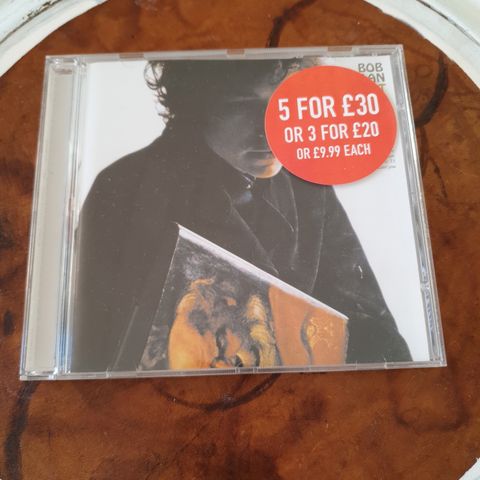 BOB
5 FOR £30
OR 3 FOR £20
OR £9.99 EACH